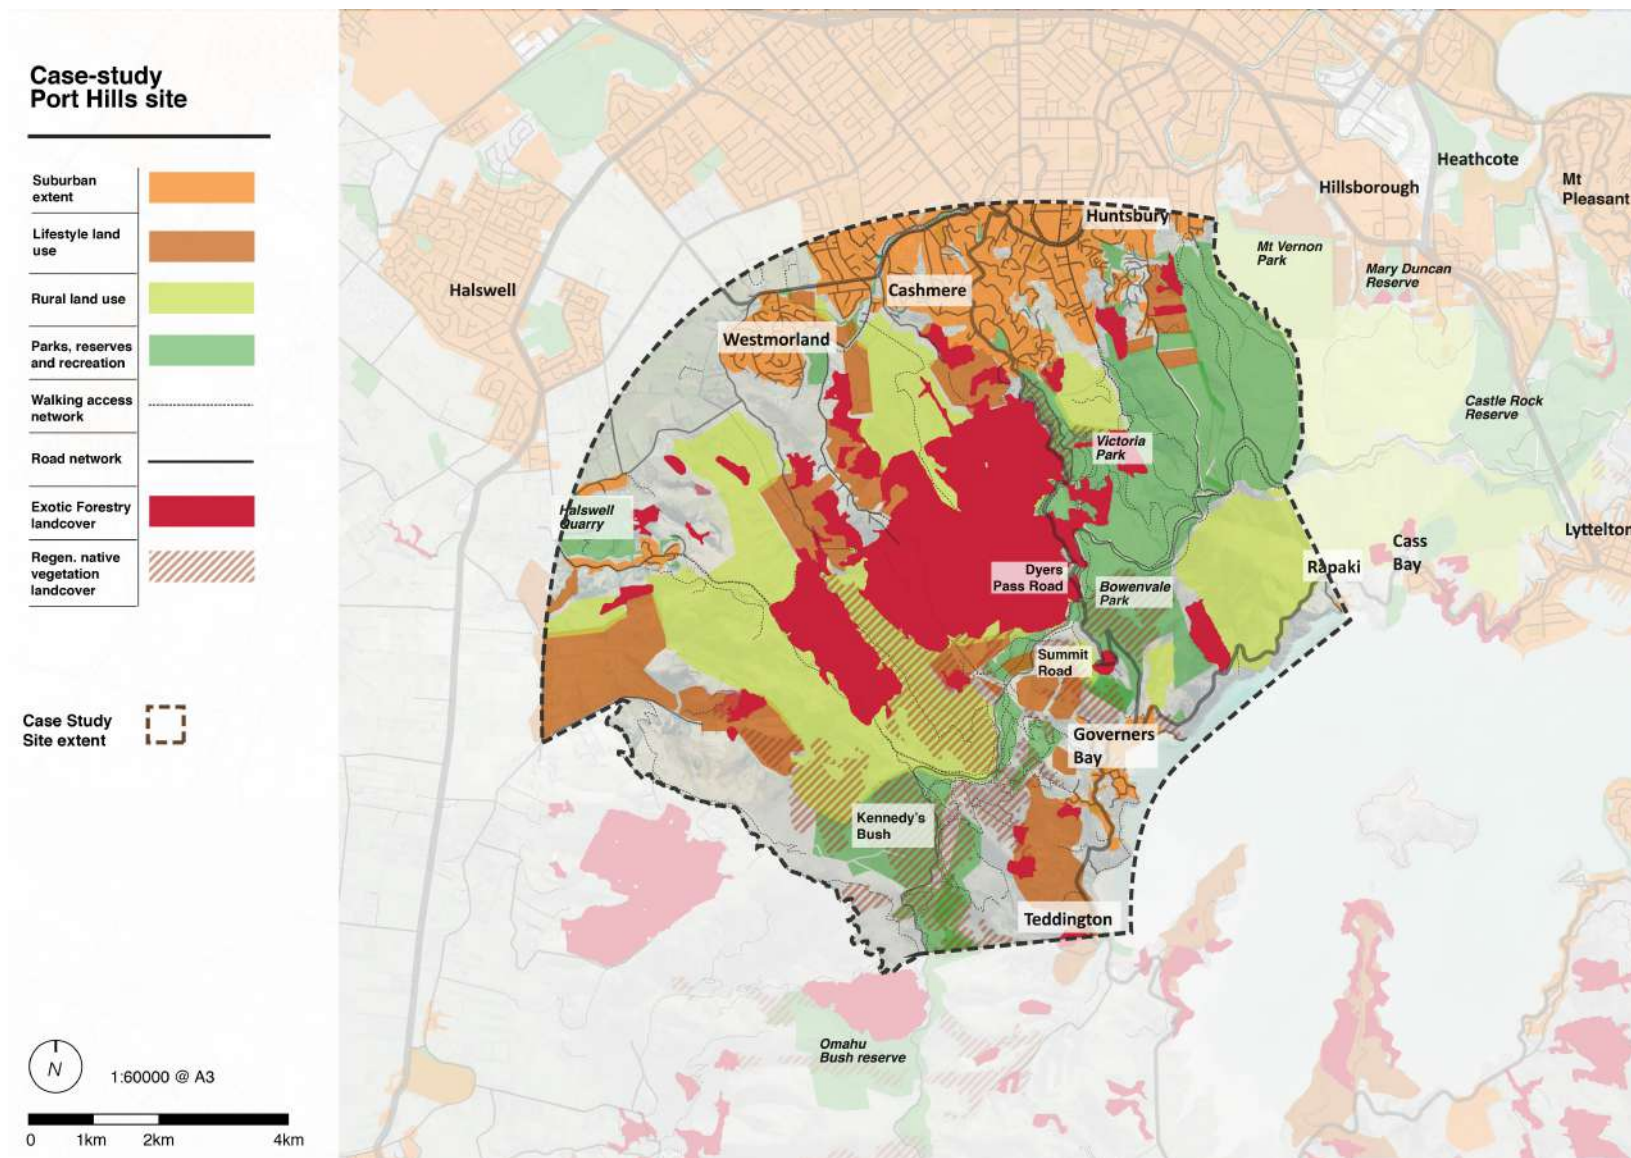 Case-study
Port Hills site
Suburban
extent
Lifestyle land
use
Rural land use
Parks, reserves
and recreation
Walking access
network
Road network
Exotic Forestry
landcover
Regen. native
vegetation
landcover
Case Study
Site extent
N
1:60000 @ A3
0 1km 2km 4km
Heathcote
Hillsborough
Mt
Pleasant
Huntsbury
Mt Vernon
Park
Mary Duncan
Reserve
Halswell
Cashmere
Westmorland
Castle Rock
Reserve
Victoria
Park
Halswell
Quarry
Lyttelton
Cass
Bay
Rapaki
Dyers
Pass Road
Bowenvale
Park
Summit
Road
Governers
Bay
Kennedy's
Bush
Teddington
Omahu
Bush reserve